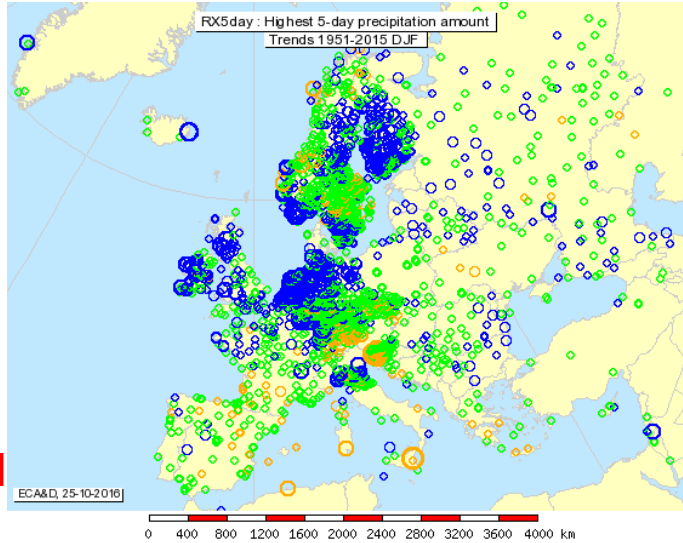 RX5day : Highest 5-day precipitation amount
Trends 1951-2015 DJF
ECA&D, 25-10-2016
0 400 800 1200 1600 2000 2400 2800 3200 3600 4000 km